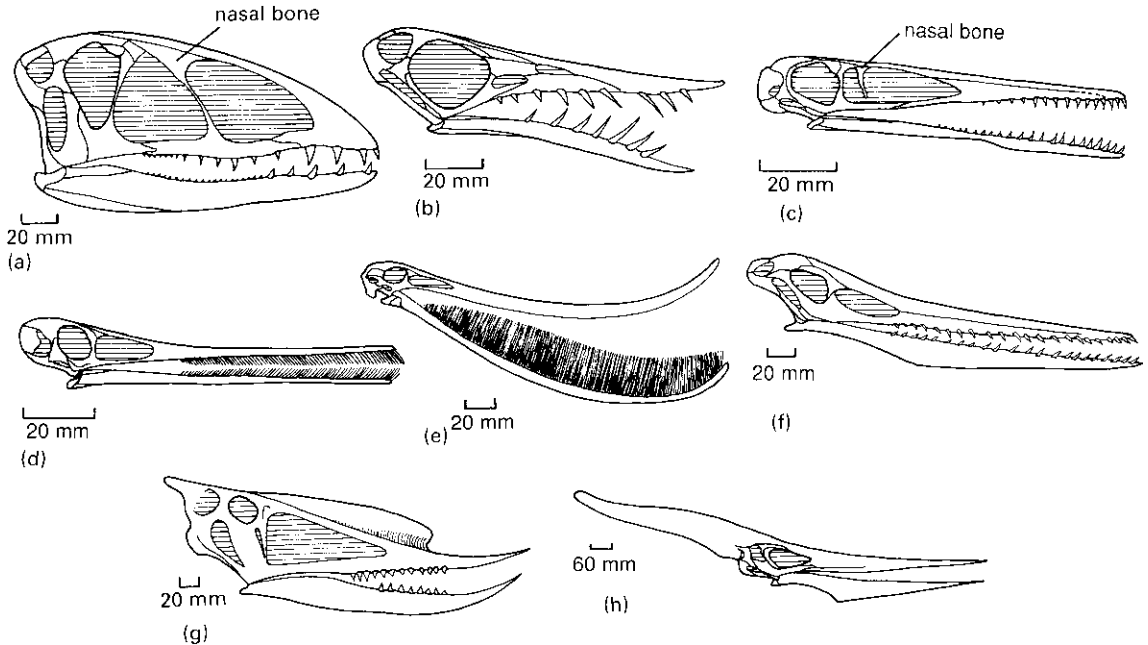 nasal bone
20 mm
(a)
20 mm
(b)
nasal bone
20 mm
(c)
20 mm
(d)
20 mm
(e)
20 mm
(f)
20 mm
(g)
60 mm
(h)